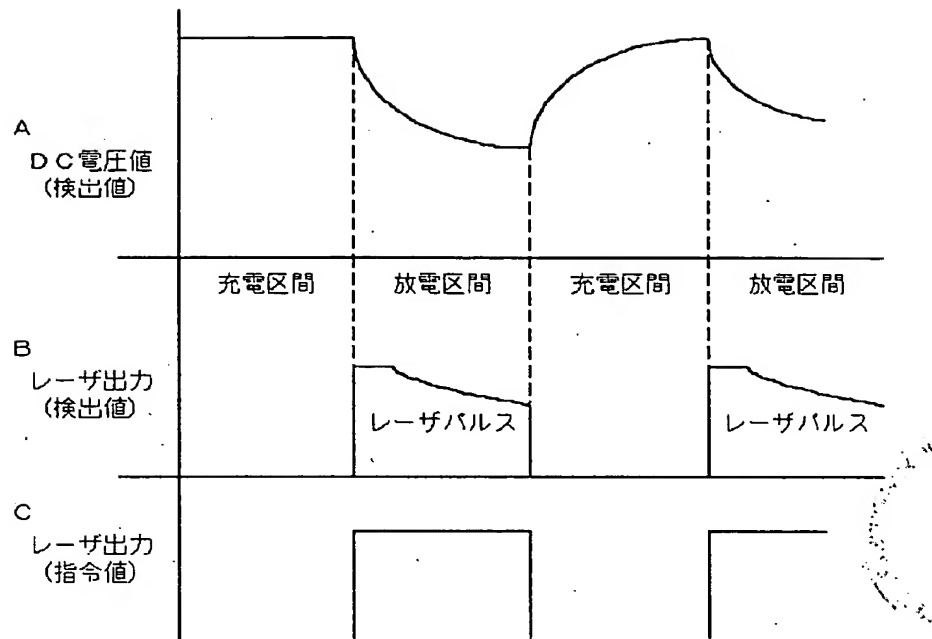 A
DC電圧値
(検出値)
充電区間 放電区間 充電区間 放電区間
B
レーザ出力
(検出値)
レーザパルス レーザパルス
C
レーザ出力
(指令値)